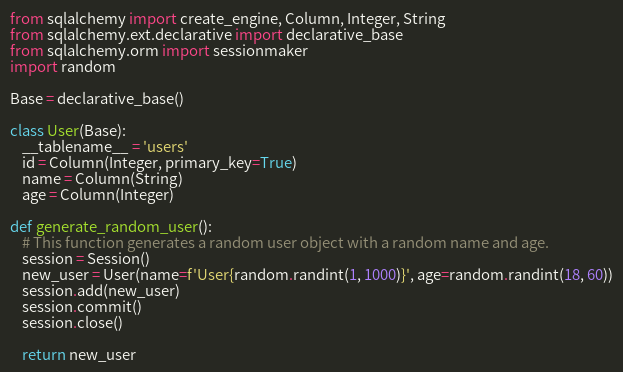 from sqlalchemy import create_engine, Column, Integer, String
from sqlalchemy.ext.declarative import declarative_base
from sqlalchemy.orm import sessionmaker
import random

Base = declarative_base()

class User(Base):
    __tablename__ = 'users'
    id = Column(Integer, primary_key=True)
    name = Column(String)
    age = Column(Integer)

def generate_random_user():
    # This function generates a random user object with a random name and age.
    session = Session()
    new_user = User(name=f'User{random.randint(1, 1000)}', age=random.randint(18, 60))
    session.add(new_user)
    session.commit()
    session.close()

    return new_user